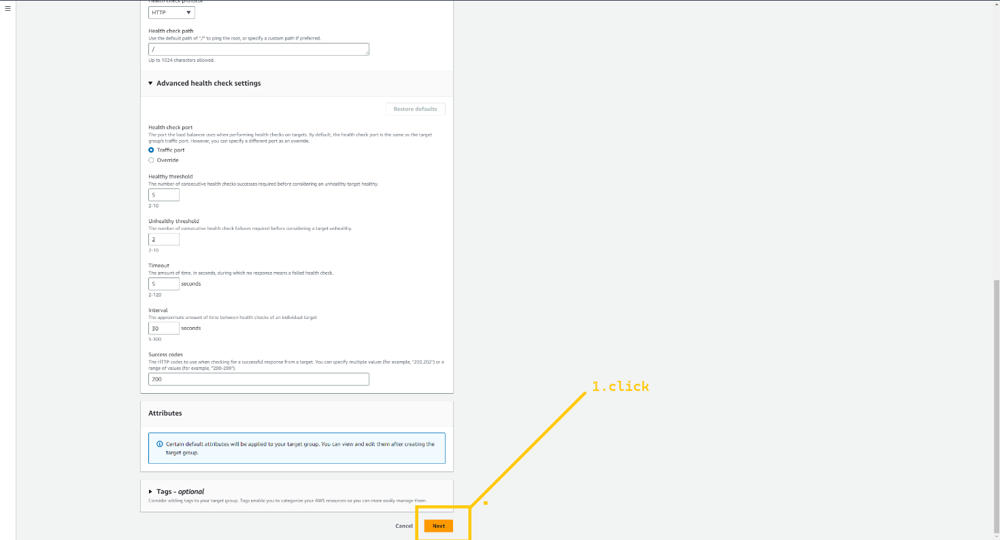 Health check protocol
HTTP
Health check path
Use the default path of "/" to ping the root, or specify a custom path if preferred.
/
Up to 1024 characters allowed.
Advanced health check settings
Restore defaults
Health check port
The port the load balancer uses when performing health checks on targets. By default, the health check port is the same as the target
group's traffic port. However, you can specify a different port as an override.
Traffic port
Override
Healthy threshold
The number of consecutive health checks successes required before considering an unhealthy target healthy.
5
2-10
Unhealthy threshold
The number of consecutive health check failures required before considering a target unhealthy.
2
2-10
Timeout
The amount of time, in seconds, during which no response means a failed health check.
5 seconds
2-120
Interval
The approximate amount of time between health checks of an individual target
30 seconds
5-300
Success codes
The HTTP codes to use when checking for a successful response from a target. You can specify multiple values (for example, "200,202") or a
range of values (for example, "200-299").
200
1.click
Attributes
Certain default attributes will be applied to your target group. You can view and edit them after creating the
target group.
Tags - optional
Consider adding tags to your target group. Tags enable you to categorize your AWS resources so you can more easily manage them.
Cancel Next